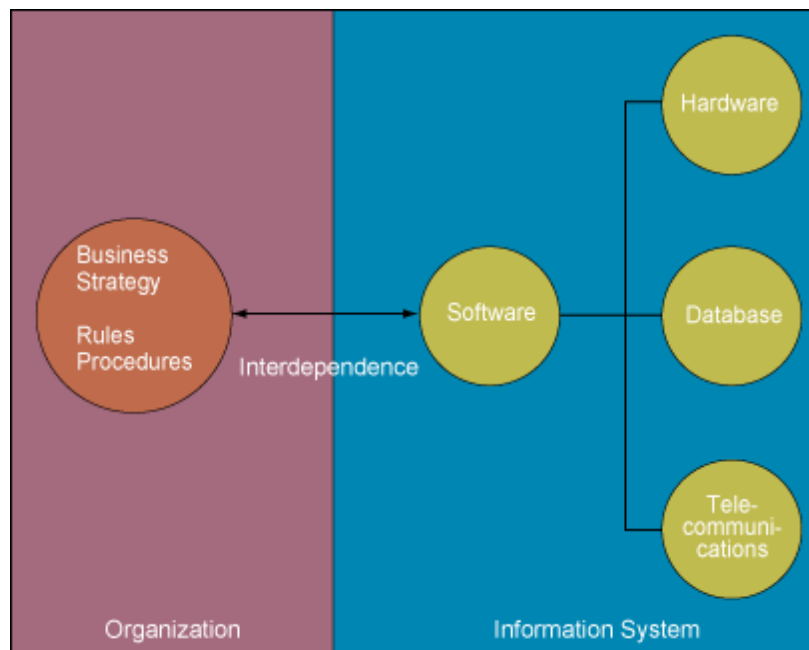 Hardware
Business
Strategy
Rules
Procedures
Software
Database
Interdependence
Tele-
communi-
cations
Organization
Information System